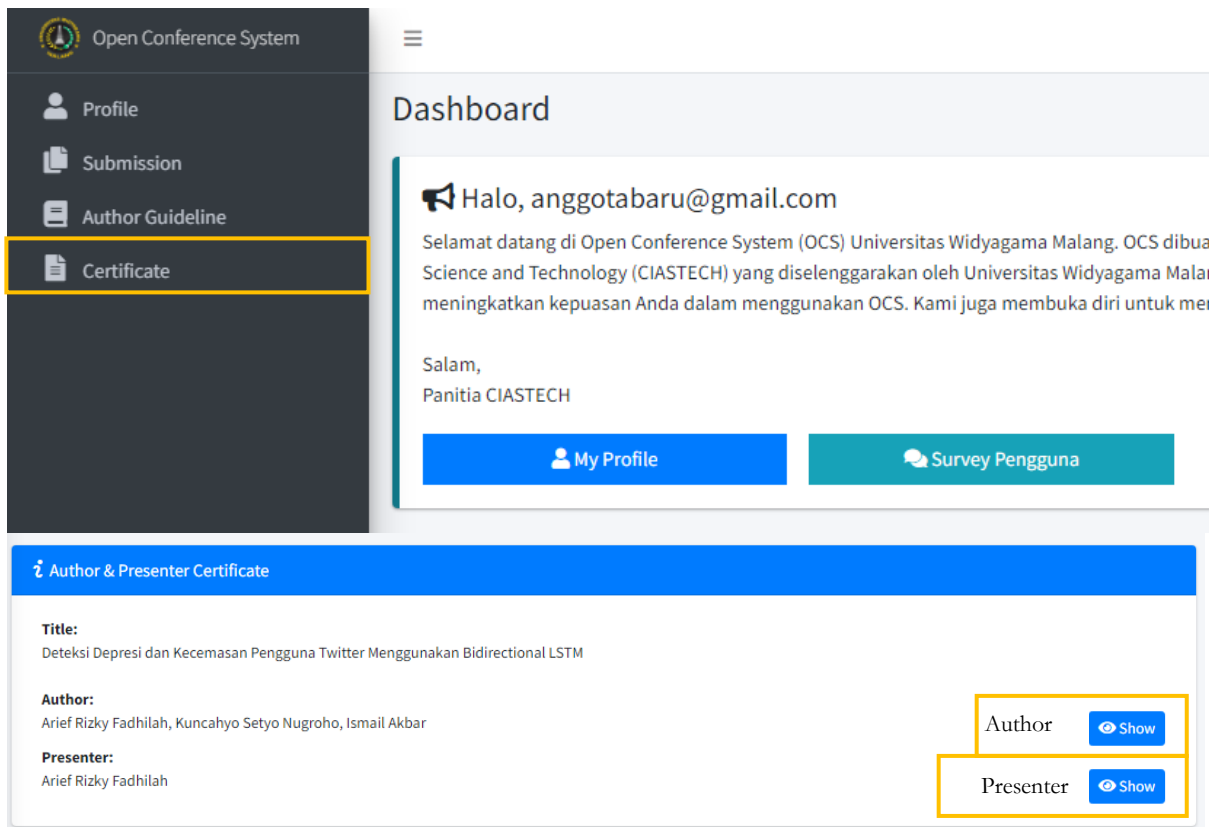 Open Conference System
Profile
Submission
Author Guideline
Certificate
Dashboard
Halo, anggotabaru@gmail.com
Selamat datang di Open Conference System (OCS) Universitas Widyagama Malang. OCS dibua
Science and Technology (CIASTECH) yang diselenggarakan oleh Universitas Widyagama Mala
meningkatkan kepuasan Anda dalam menggunakan OCS. Kami juga membuka diri untuk me
Salam,
Panitia CIASTECH
My Profile
Survey Pengguna
Author & Presenter Certificate
Title:
Deteksi Depresi dan Kecemasan Pengguna Twitter Menggunakan Bidirectional LSTM
Author:
Arief Rizky Fadhilah, Kuncahyo Setyo Nugroho, Ismail Akbar
Author Show
Presenter:
Arief Rizky Fadhilah
Presenter Show